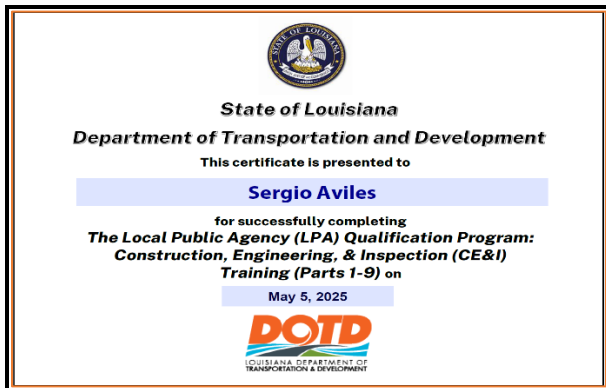 STATE OF LOUISIANA
State of Louisiana
Department of Transportation and Development
This certificate is presented to
Sergio Aviles
for successfully completing
The Local Public Agency (LPA) Qualification Program:
Construction, Engineering, & Inspection (CE&I)
Training (Parts 1-9) on
May 5, 2025
DOTD
LOUISIANA DEPARTMENT OF
TRANSPORTATION & DEVELOPMENT